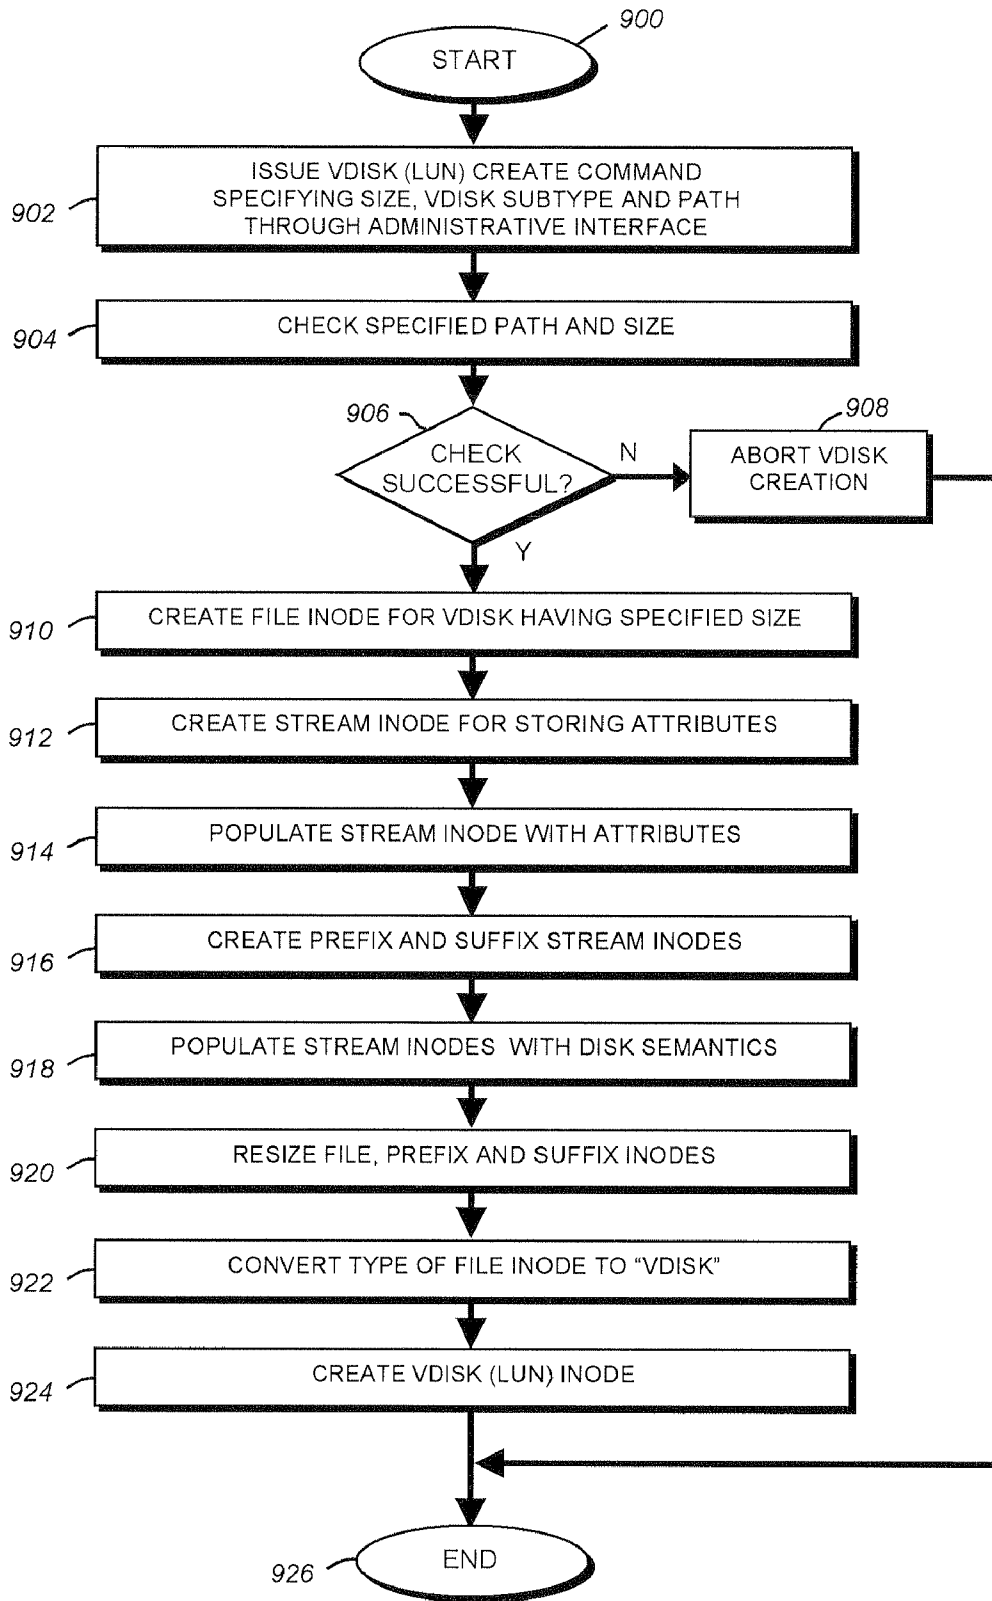 900
START
902
ISSUE VDISK (LUN) CREATE COMMAND
SPECIFYING SIZE, VDISK SUBTYPE AND PATH
THROUGH ADMINISTRATIVE INTERFACE
904
CHECK SPECIFIED PATH AND SIZE
906
CHECK
SUCCESSFUL?
N
908
ABORT VDISK
CREATION
Y
910
CREATE FILE INODE FOR VDISK HAVING SPECIFIED SIZE
912
CREATE STREAM INODE FOR STORING ATTRIBUTES
914
POPULATE STREAM INODE WITH ATTRIBUTES
916
CREATE PREFIX AND SUFFIX STREAM INODES
918
POPULATE STREAM INODES WITH DISK SEMANTICS
920
RESIZE FILE, PREFIX AND SUFFIX INODES
922
CONVERT TYPE OF FILE INODE TO “VDISK”
924
CREATE VDISK (LUN) INODE
926
END